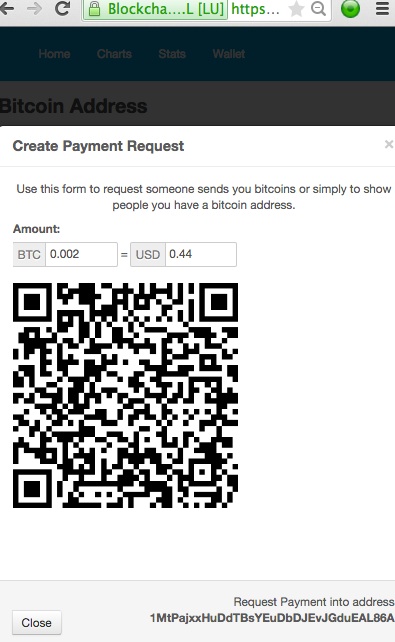 Blockcha....L [LU] https...
Home Charts Stats Wallet
Bitcoin Address
Create Payment Request ×
Use this form to request someone sends you bitcoins or simply to show
people you have a bitcoin address.
Amount:
BTC 0.002 = USD 0.44
Request Payment into address
Close
1MtPajxxHuDdTBsYEuDbDJEvJGduEAL86A